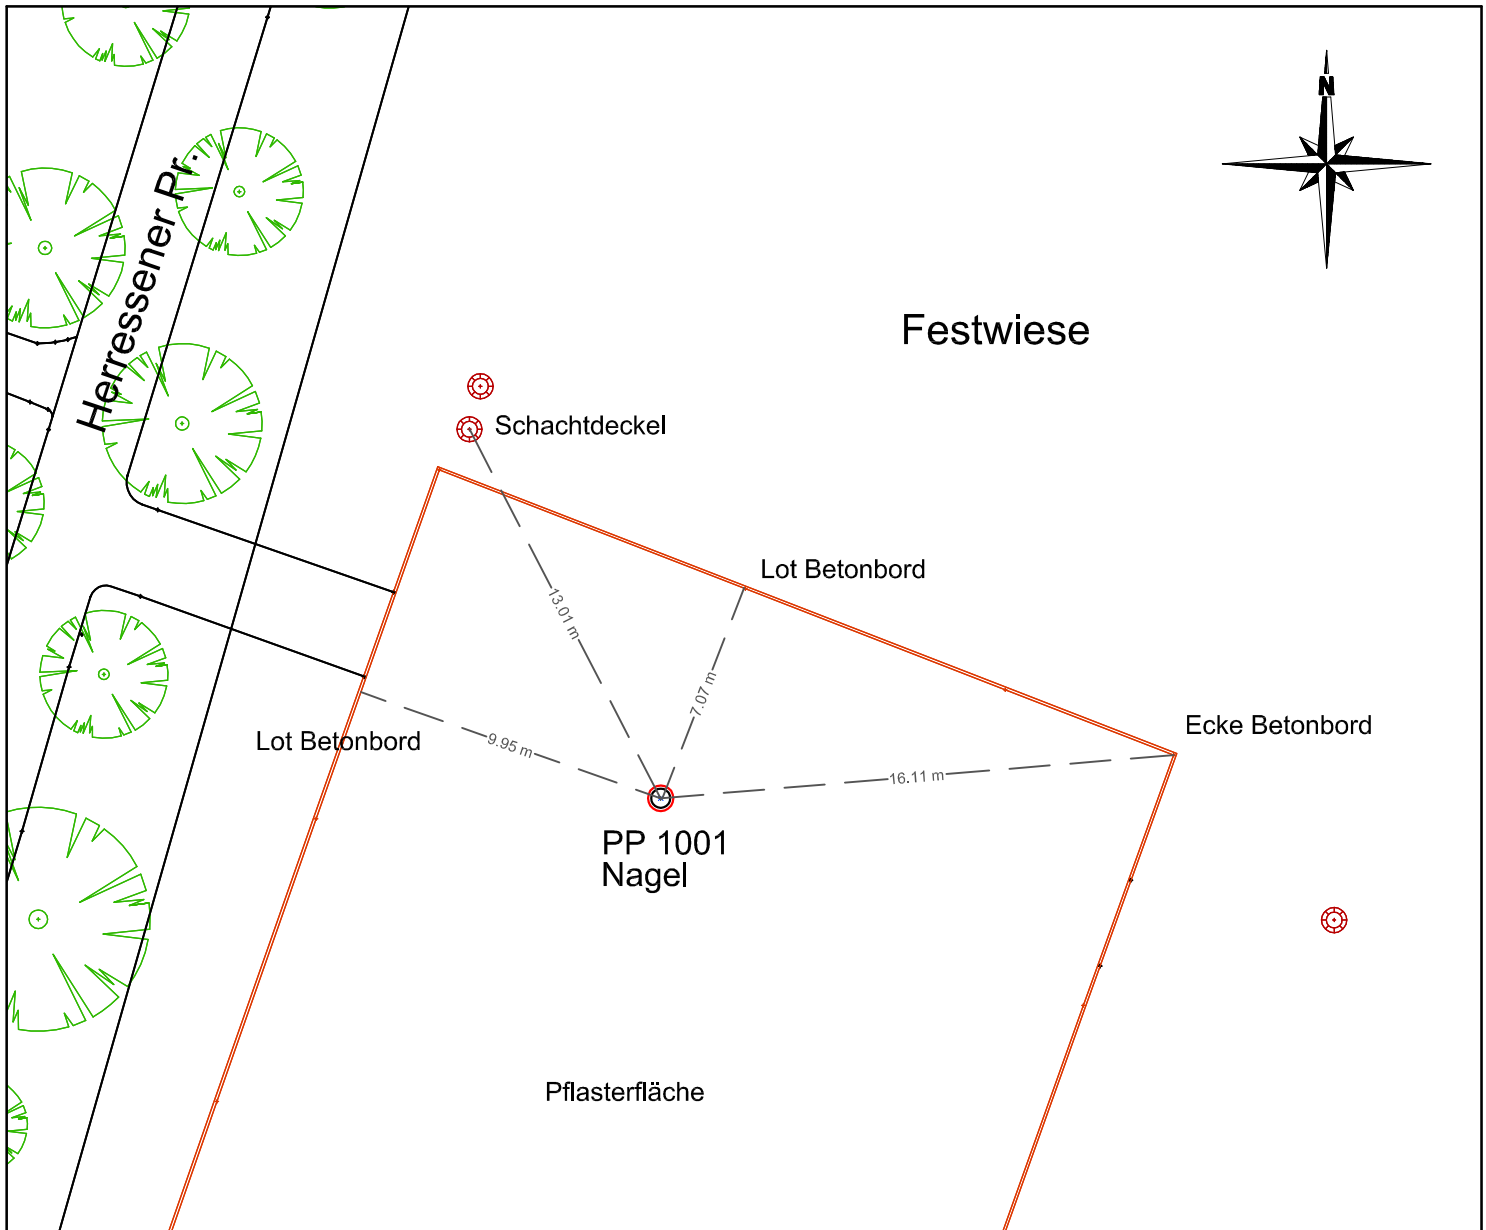 N
Herressener Pr.
Festwiese
Schachtdeckel
Lot Betonbord
13.01 m
7.07 m
Ecke Betonbord
Lot Betonbord
9.95 m
16.11 m
PP 1001
Nagel
Pflasterfläche